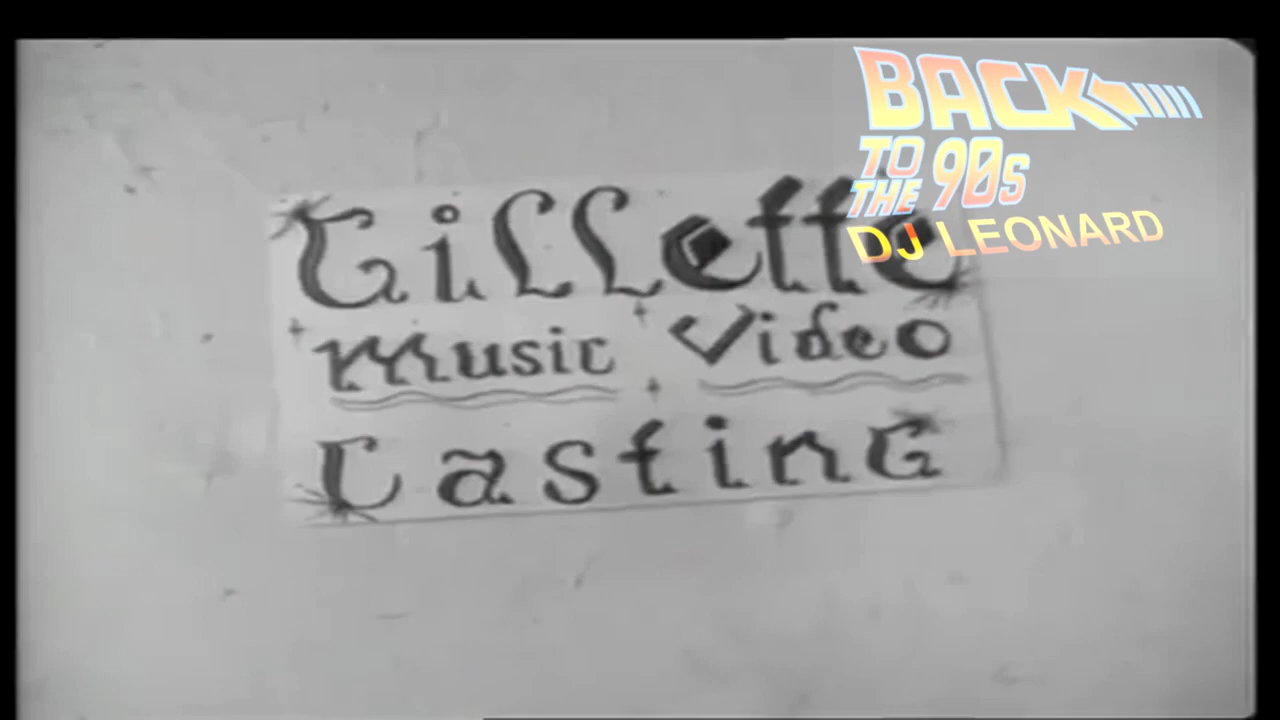 BACK
TO THE 90s
DJ LEONARD
Gillette
music Video
Casting